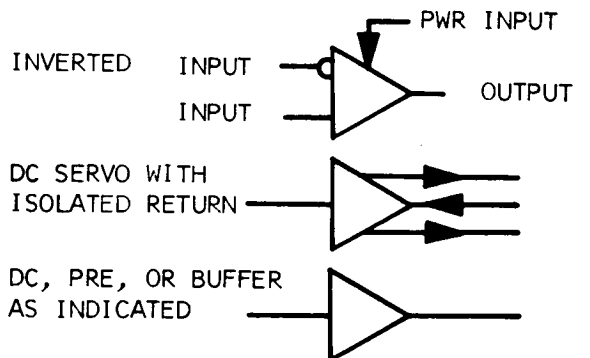 PWR INPUT
INVERTED INPUT
OUTPUT
INPUT
DC SERVO WITH
ISOLATED RETURN
DC, PRE, OR BUFFER
AS INDICATED